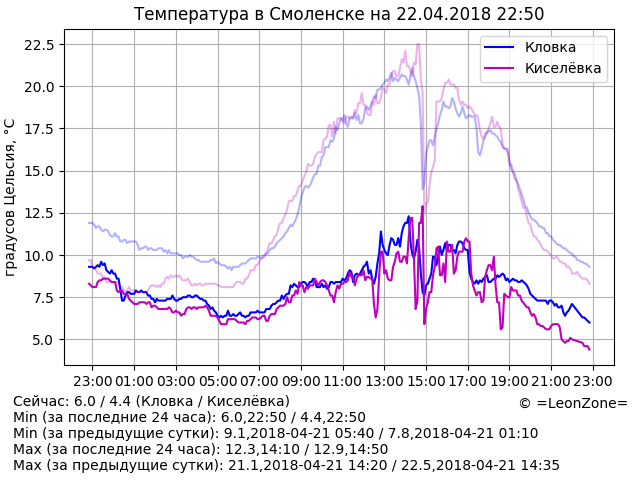 Температура в Смоленске на 22.04.2018 22:50
Кловка
Киселёвка
градусов Цельсия, °C
22.5
20.0
17.5
15.0
12.5
10.0
7.5
5.0
23:00 01:00 03:00 05:00 07:00 09:00 11:00 13:00 15:00 17:00 19:00 21:00 23:00
Сейчас: 6.0 / 4.4 (Кловка / Киселёвка)
© =LeonZone=
Min (за последние 24 часа): 6.0,22:50 / 4.4,22:50
Min (за предыдущие сутки): 9.1,2018-04-21 05:40 / 7.8,2018-04-21 01:10
Max (за последние 24 часа): 12.3,14:10 / 12.9,14:50
Max (за предыдущие сутки): 21.1,2018-04-21 14:20 / 22.5,2018-04-21 14:35